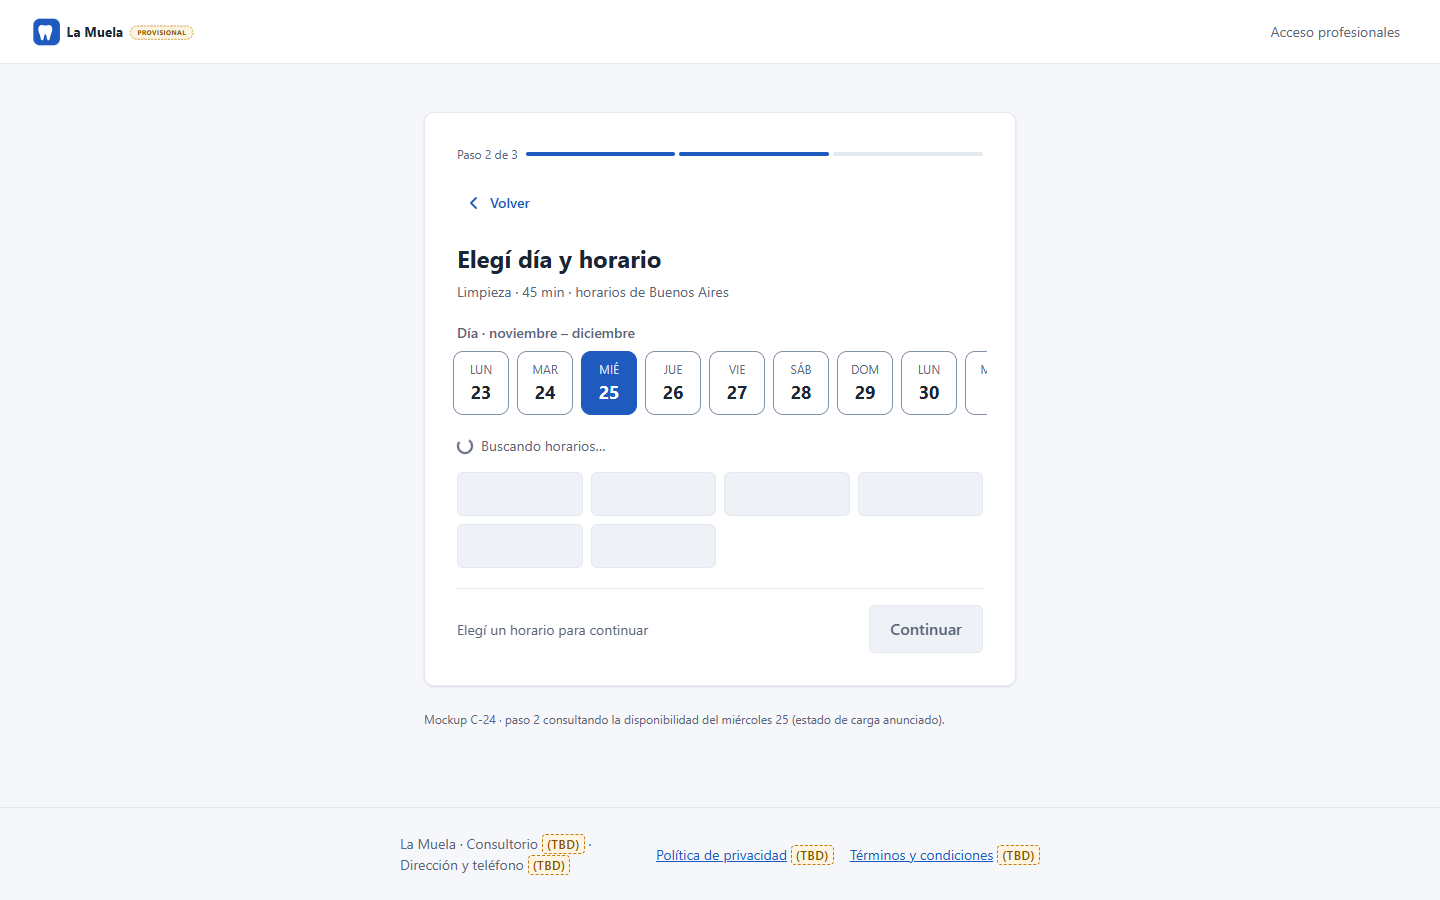 La Muela PROVISIONAL
Acceso profesionales
Paso 2 de 3
Volver
Elegí día y horario
Limpieza · 45 min · horarios de Buenos Aires
Día · noviembre – diciembre
LUN MAR MIÉ JUE VIE SÁB DOM LUN
23 24 25 26 27 28 29 30
Buscando horarios...
Elegí un horario para continuar
Continuar
Mockup C-24 · paso 2 consultando la disponibilidad del miércoles 25 (estado de carga anunciado).
La Muela · Consultorio (TBD) ·
Dirección y teléfono (TBD)
Política de privacidad (TBD) Términos y condiciones (TBD)